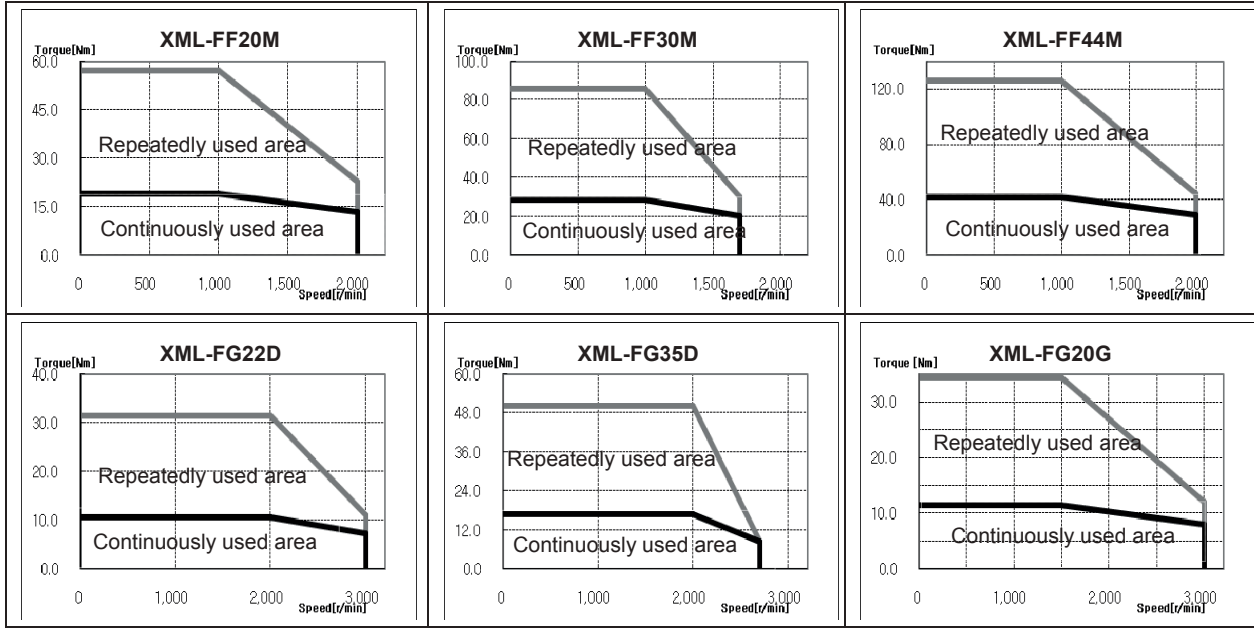 XML-FF20M
Torque[Nm]
60.0
45.0
30.0
15.0
0.0
Repeatedly used area
Continuously used area
0 500 1,000 1,500 2,000
Speed[r/min]
XML-FF30M
Torque[Nm]
100.0
80.0
60.0
40.0
20.0
0.0
Repeatedly used area
Continuously used area
0 500 1,000 1,500 2,000
Speed[r/min]
XML-FF44M
Torque[Nm]
120.0
80.0
40.0
0.0
Repeatedly used area
Continuously used area
0 500 1,000 1,500 2,000
Speed[r/min]
XML-FG22D
Torque[Nm]
40.0
30.0
20.0
10.0
0.0
Repeatedly used area
Continuously used area
0 1,000 2,000 3,000
Speed[r/min]
XML-FG35D
Torque[Nm]
60.0
48.0
36.0
24.0
12.0
0.0
Repeatedly used area
Continuously used area
0 1,000 2,000 3,000
Speed[r/min]
XML-FG20G
Torque [Nm]
30.0
20.0
10.0
0.0
Repeatedly used area
Continuously used area
0 1,000 2,000 3,000
Speed[r/min]